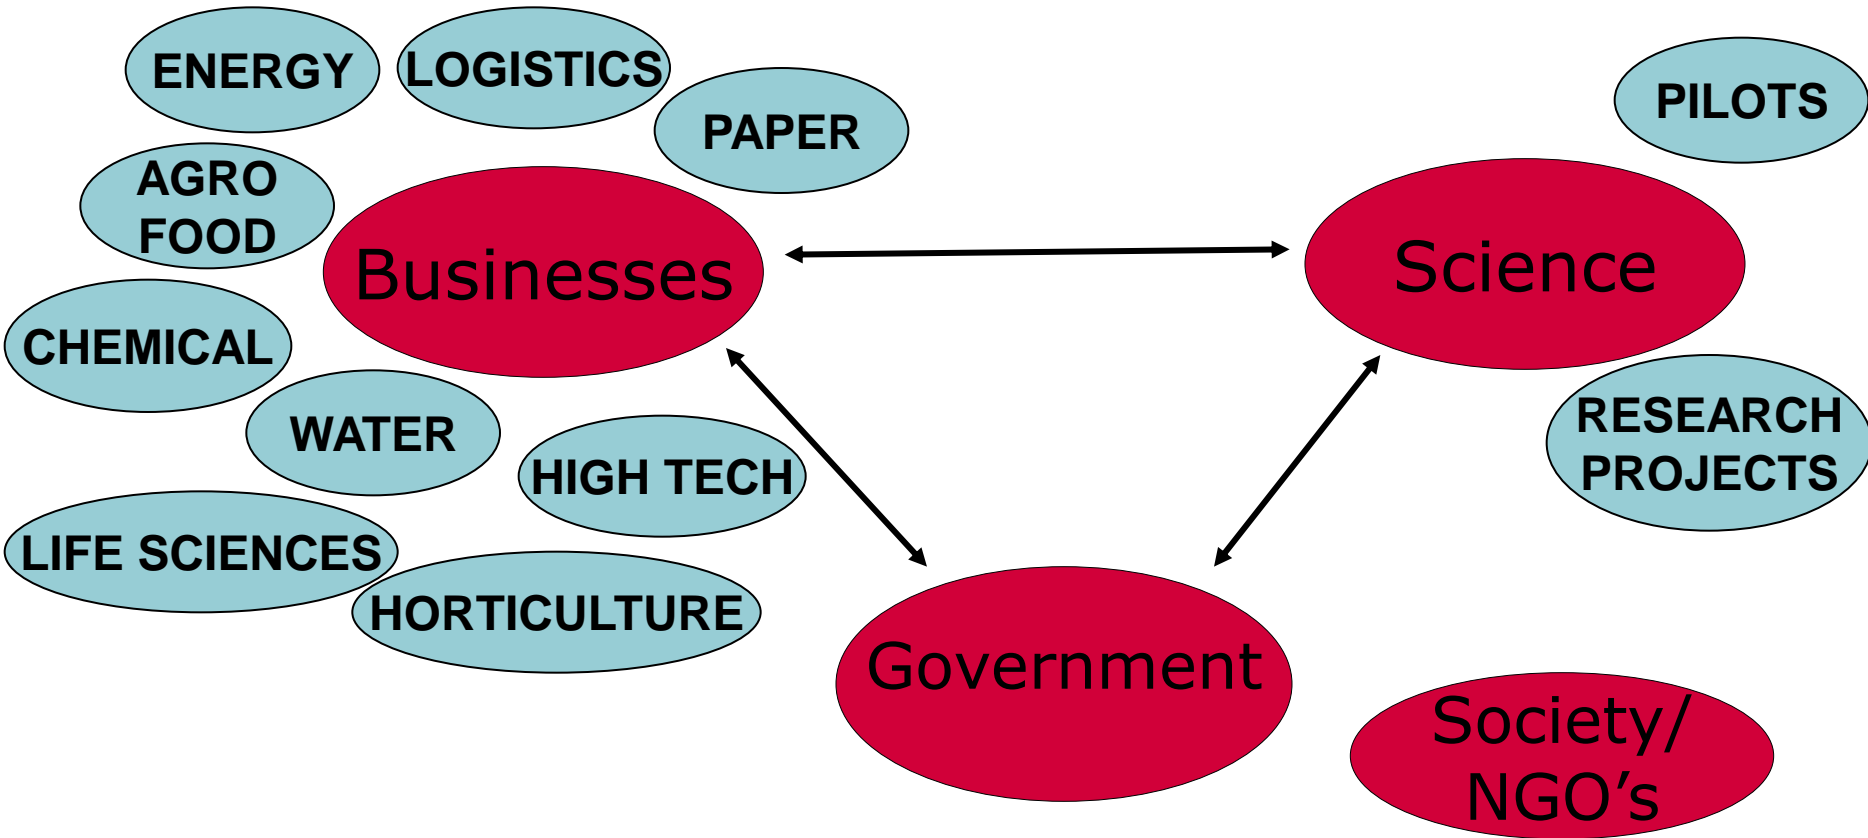 ENERGY
LOGISTICS
PAPER
PILOTS
AGRO
FOOD
Businesses
Science
CHEMICAL
WATER
HIGH TECH
RESEARCH
PROJECTS
LIFE SCIENCES
HORTICULTURE
Government
Society/
NGO’s